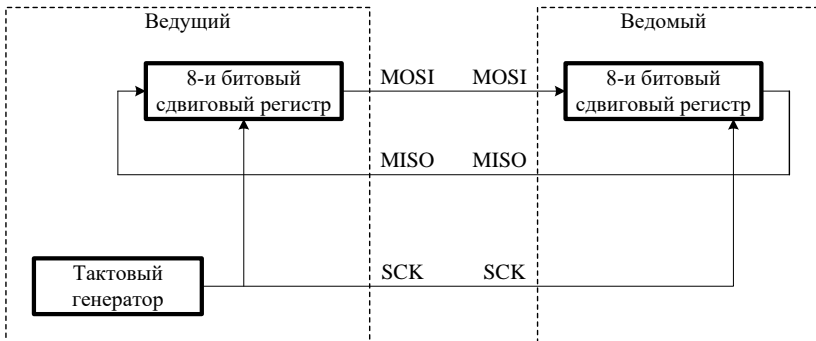 Ведущий
Ведомый
8-и битовый
сдвиговый регистр
MOSI
MOSI
8-и битовый
сдвиговый регистр
MISO
MISO
Тактовый
генератор
SCK
SCK